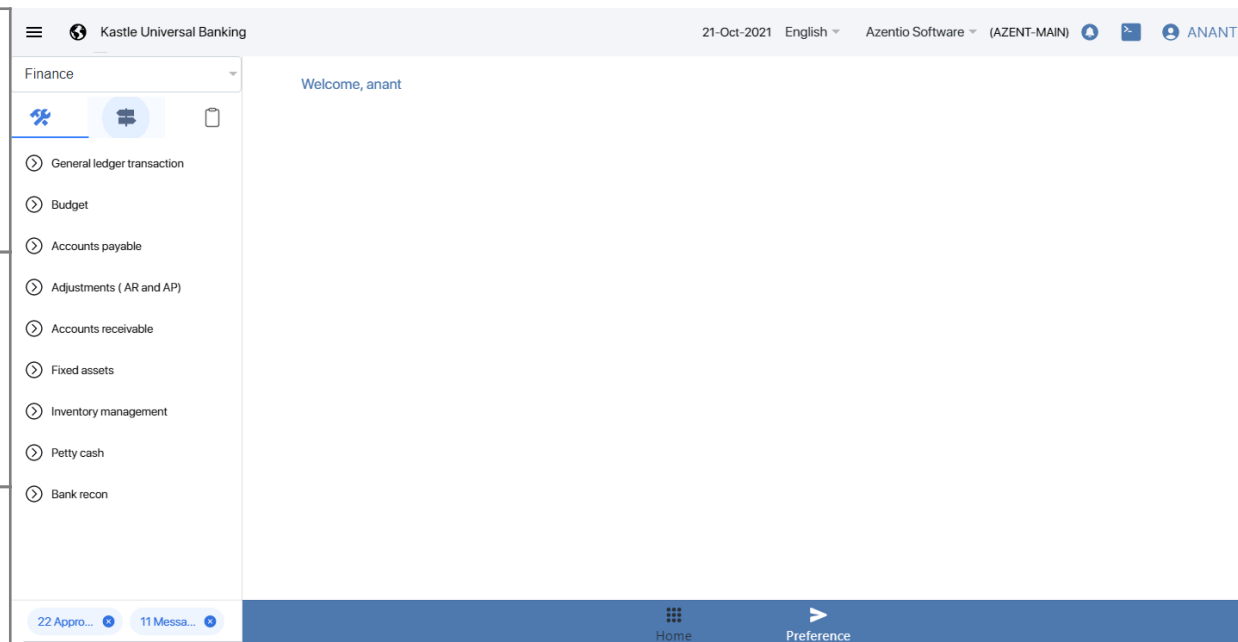 Kastle Universal Banking 21-Oct-2021 English Azentio Software (AZENT-MAIN) >_ ANANT
Finance
Welcome, anant
General ledger transaction
Budget
Accounts payable
Adjustments ( AR and AP)
Accounts receivable
Fixed assets
Inventory management
Petty cash
Bank recon
22 Appro... 11 Messa...
Home Preference